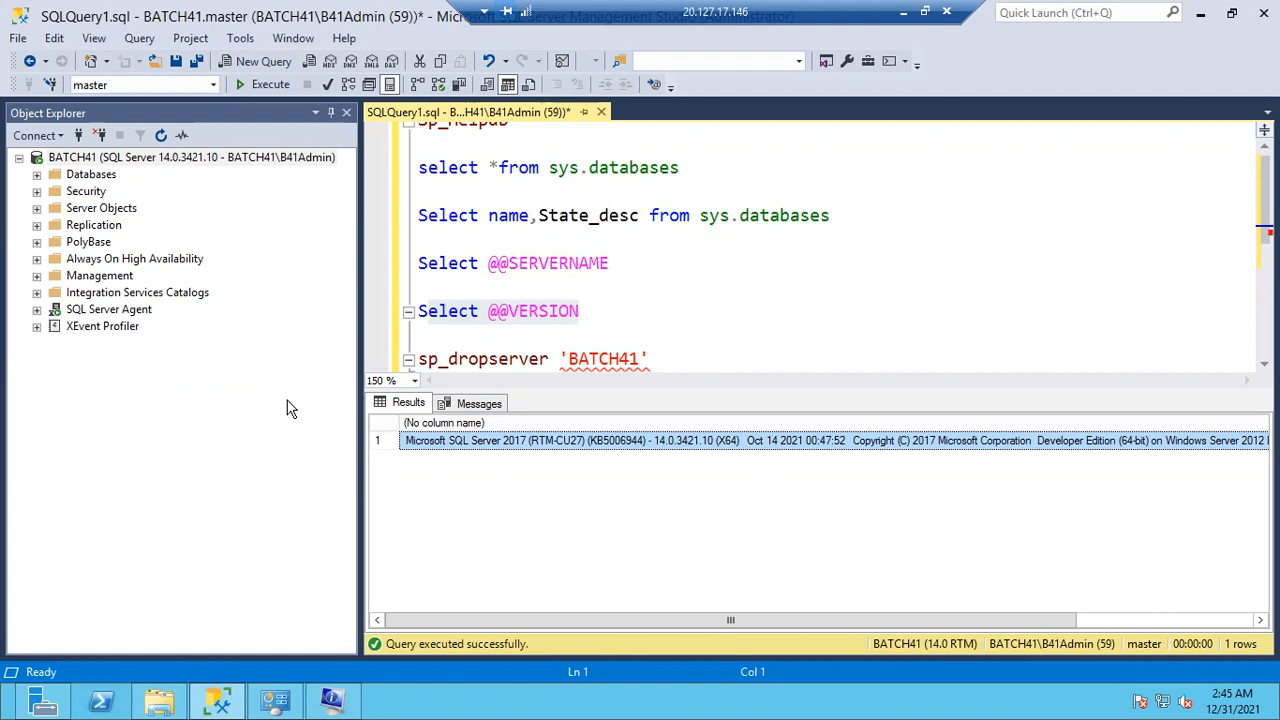 SQLQuery1.sql - BATCH41.master (BATCH41\B41Admin (59))* - Microsoft SQL Server Management Studio
20.127.17.146
Quick Launch (Ctrl+Q)
File Edit View Query Project Tools Window Help
New Query
MDX DMX XMLA DAX
master
Execute
Object Explorer
SQLQuery1.sql - B...H41\B41Admin (59))*
Connect
BATCH41 (SQL Server 14.0.3421.10 - BATCH41\B41Admin)
Databases
Security
Server Objects
Replication
PolyBase
Always On High Availability
Management
Integration Services Catalogs
SQL Server Agent
XEvent Profiler
select *from sys.databases
Select name,State_desc from sys.databases
Select @@SERVERNAME
Select @@VERSION
sp_dropserver 'BATCH41'
150 %
Results Messages
(No column name)
1 Microsoft SQL Server 2017 (RTM-CU27) (KB5006944) - 14.0.3421.10 (X64) Oct 14 2021 00:47:52 Copyright (C) 2017 Microsoft Corporation Developer Edition (64-bit) on Windows Server 2012
Query executed successfully.
BATCH41 (14.0 RTM) BATCH41\B41Admin (59) master 00:00:00 1 rows
Ready
Ln 1
Col 1
2:45 AM
12/31/2021